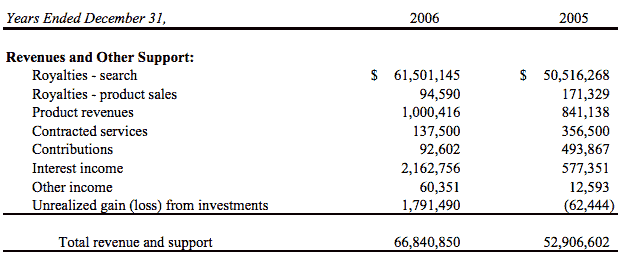 Years Ended December 31, 2006 2005
Revenues and Other Support:
Royalties - search $ 61,501,145 $ 50,516,268
Royalties - product sales 94,590 171,329
Product revenues 1,000,416 841,138
Contracted services 137,500 356,500
Contributions 92,602 493,867
Interest income 2,162,756 577,351
Other income 60,351 12,593
Unrealized gain (loss) from investments 1,791,490 (62,444)
Total revenue and support 66,840,850 52,906,602